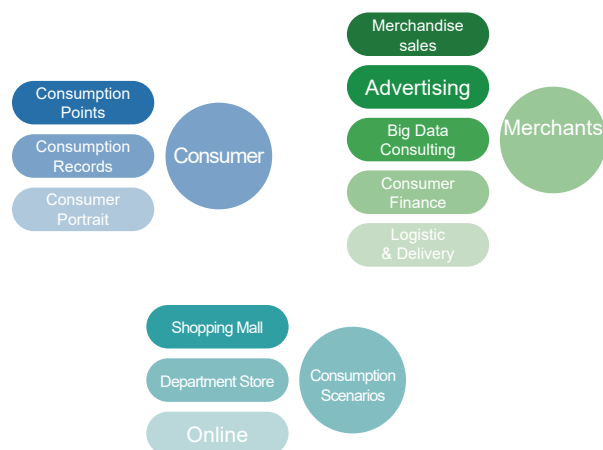 Consumption
Points
Consumption
Records
Consumer
Portrait
Consumer
Merchandise
sales
Advertising
Big Data
Consulting
Consumer
Finance
Logistic
& Delivery
Merchants
Shopping Mall
Department Store
Online
Consumption
Scenarios